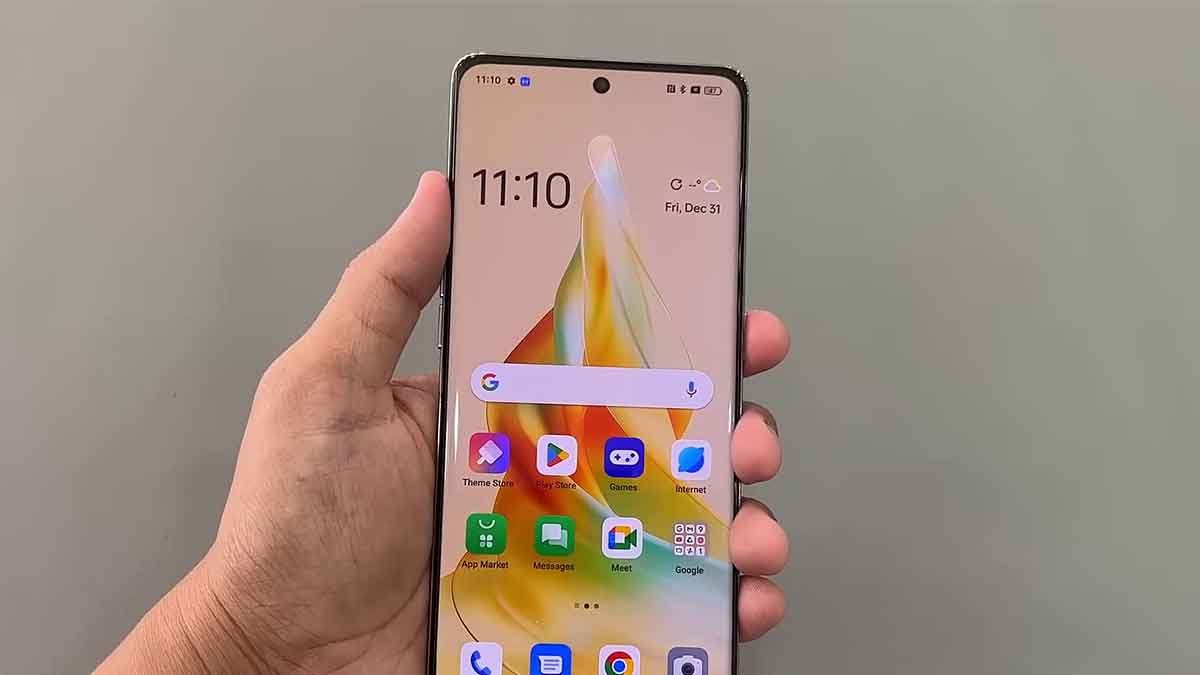 11:10
11:10
--°
Fri, Dec 31
Theme Store
Play Store
Games
Internet
App Market
Messages
Meet
Google